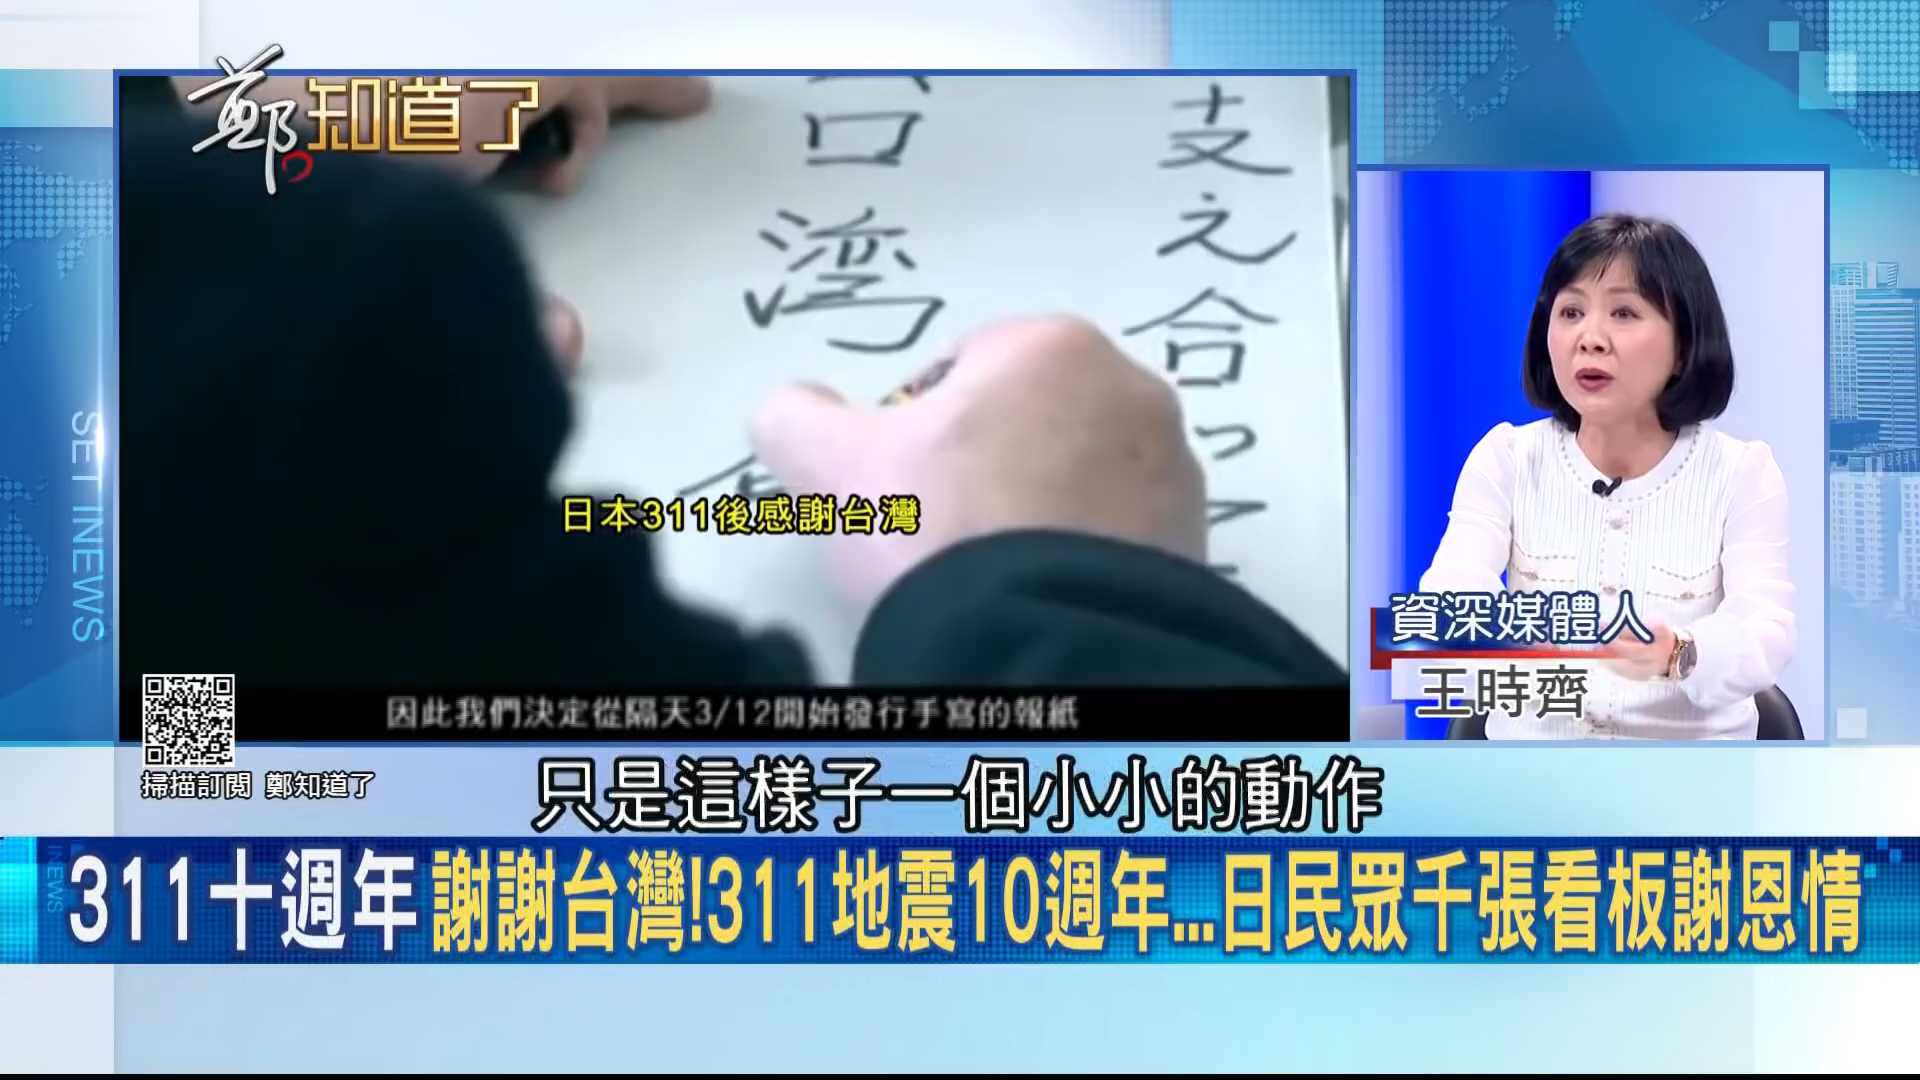 鄭知道了
支え合っ
台湾
日本311後感謝台灣
因此我們決定從隔天3/12開始發行手寫的報紙
SET INEWS
資深媒體人
王時齊
掃描訂閱 鄭知道了
只是這樣子一個小小的動作
INEWS
311十週年 謝謝台灣!311地震10週年...日民眾千張看板謝恩情